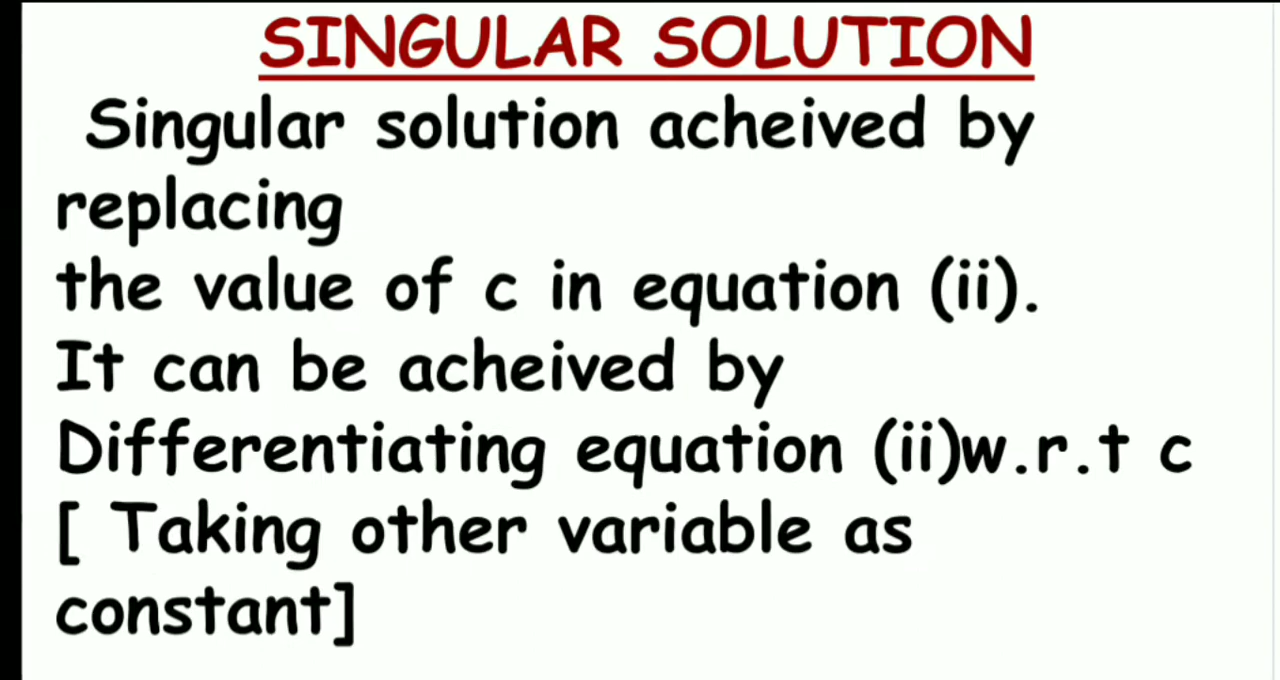 SINGULAR SOLUTION
Singular solution acheived by
replacing
the value of c in equation (ii).
It can be acheived by
Differentiating equation (ii)w.r.t c
[ Taking other variable as
constant]